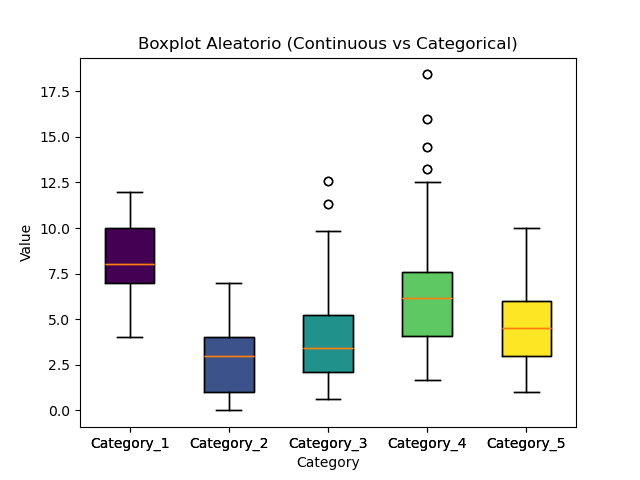 Boxplot Aleatorio (Continuous vs Categorical)
17.5
15.0
12.5
10.0
7.5
5.0
2.5
0.0
Value
Category_1 Category_2 Category_3 Category_4 Category_5
Category